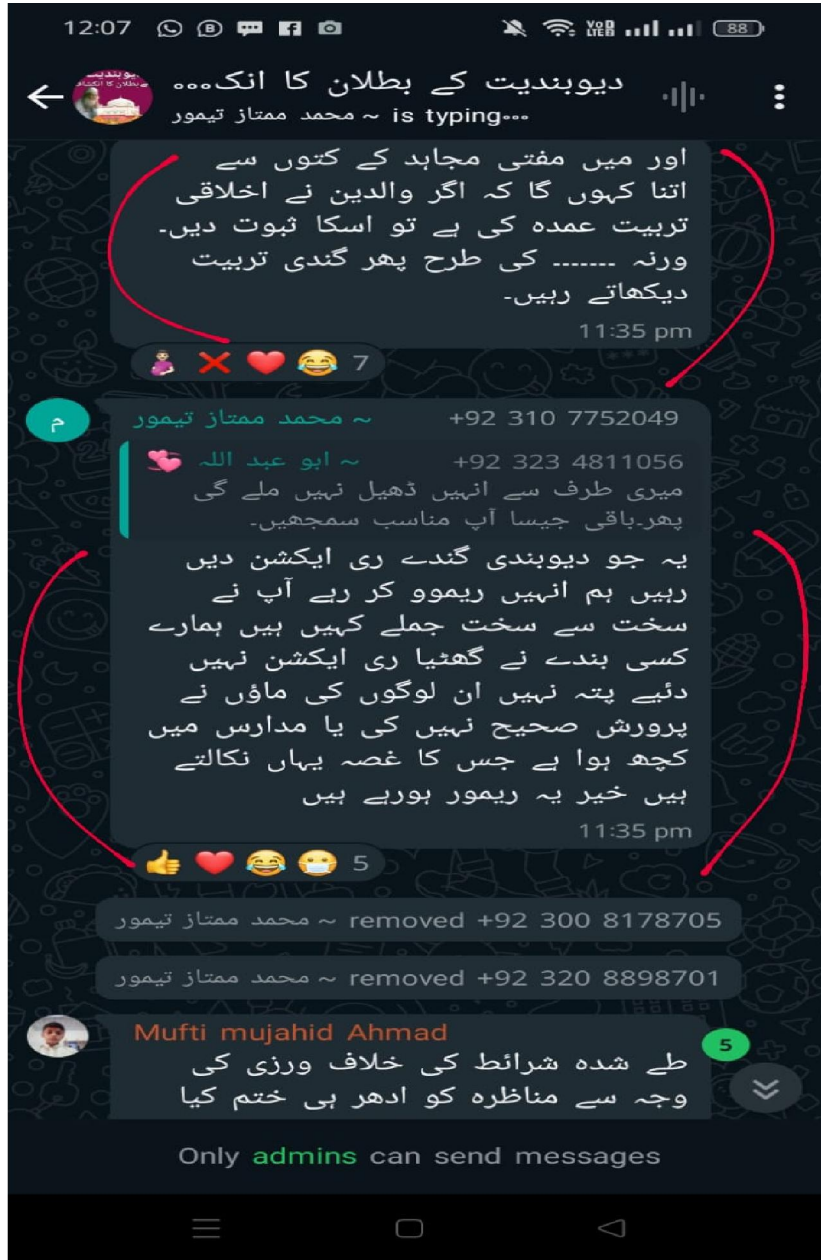 12:07
88
دیوبندیت کے بطلان کا انک...
~ محمد ممتاز تیمور is typing...
اور میں مفتی مجاہد کے کتوں سے
اتنا کہوں گا کہ اگر والدین نے اخلاقی
تربیت عمدہ کی ہے تو اسکا ثبوت دیں۔
ورنہ ------- کی طرح پھر گندی تربیت
دیکھاتے رہیں۔
11:35 pm
7
م
~ محمد ممتاز تیمور +92 310 7752049
~ ابو عبد اللہ +92 323 4811056
میری طرف سے انہیں ڈھیل نہیں ملے گی
پھر۔باقی جیسا آپ مناسب سمجھیں۔
یہ جو دیوبندی گندے ری ایکشن دیں
رہیں ہم انہیں ریموو کر رہے آپ نے
سخت سے سخت جملے کہیں ہیں ہمارے
کسی بندے نے گھٹیا ری ایکشن نہیں
دئیے پتہ نہیں ان لوگوں کی ماؤں نے
پرورش صحیح نہیں کی یا مدارس میں
کچھ ہوا ہے جس کا غصہ یہاں نکالتے
ہیں خیر یہ ریمور ہورہے ہیں
11:35 pm
5
~ محمد ممتاز تیمور removed +92 300 8178705
~ محمد ممتاز تیمور removed +92 320 8898701
Mufti mujahid Ahmad
5
طے شدہ شرائط کی خلاف ورزی کی
وجہ سے مناظرہ کو ادھر ہی ختم کیا
Only admins can send messages